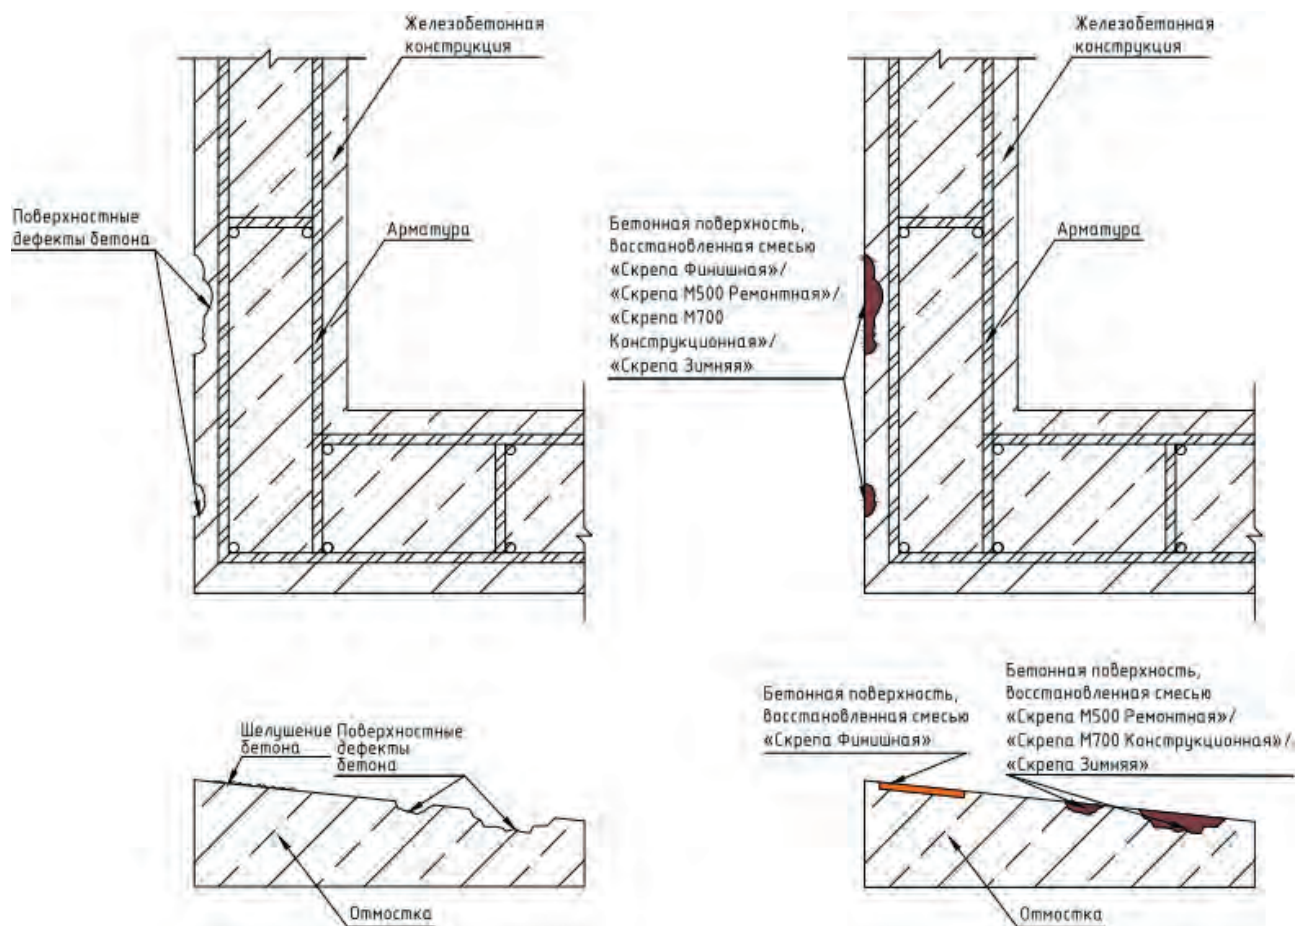 Железобетонная
конструкция
Поверхностные
дефекты бетона
Арматура
Железобетонная
конструкция
Бетонная поверхность,
восстановленная смесью
«Скрепа Финишная»/
«Скрепа М500 Ремонтная»/
«Скрепа М700
Конструкционная»/
«Скрепа Зимняя»
Арматура
Шелушение
бетона
Поверхностные
дефекты
бетона
Отмостка
Бетонная поверхность,
восстановленная смесью
«Скрепа Финишная»
Бетонная поверхность,
восстановленная смесью
«Скрепа М500 Ремонтная»/
«Скрепа М700 Конструкционная»/
«Скрепа Зимняя»
Отмостка